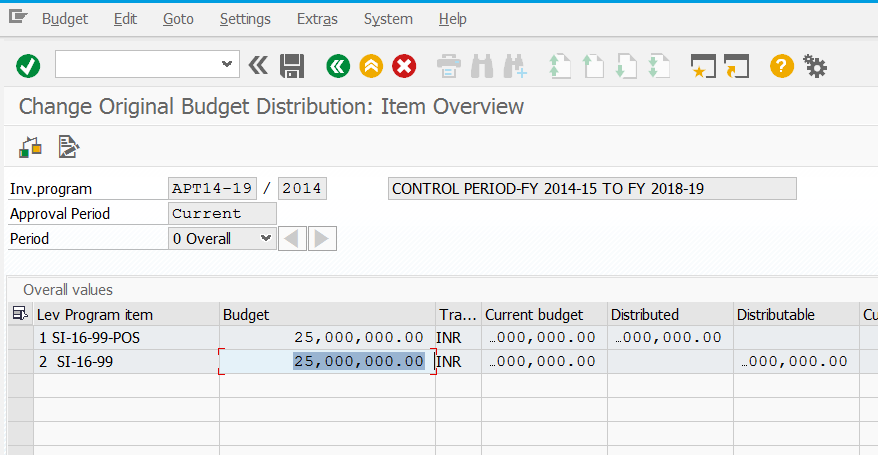 Budget Edit Goto Settings Extras System Help
Change Original Budget Distribution: Item Overview
Inv.program APT14-19 / 2014 CONTROL PERIOD-FY 2014-15 TO FY 2018-19
Approval Period Current
Period 0 Overall
Overall values
Lev Program item Budget Tra... Current budget Distributed Distributable Cu
1 SI-16-99-POS 25,000,000.00 INR …000,000.00 …000,000.00
2 SI-16-99 25,000,000.00 INR …000,000.00 …000,000.00